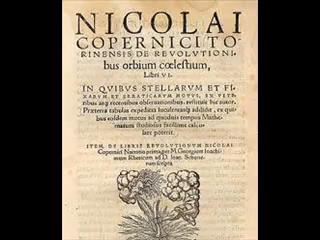 NICOLAI
COPERNICI TO-
RINENSIS DE REVOLUTIONI-
bus orbium cœlestium,
Libri VI.
IN QVIBVS STELLARVM ET FI-
XARVM ET ERRATICARVM MOTVS, EX VETE-
ribus atq; recentibus obseruationibus, restituit hic autor.
Præterea tabulas expeditas luculentasq; addidit, ex qui-
bus eosdem motus ad quoduis tempus Mathe-
matum studiosus facillime calcu-
lare poterit.
ITEM, DE LIBRIS REVOLVTIONVM NICOLAI
Copernici Narratio prima, per M. Georgium Ioachi-
mum Rheticum ad D. Ioan. Schone-
rum scripta.